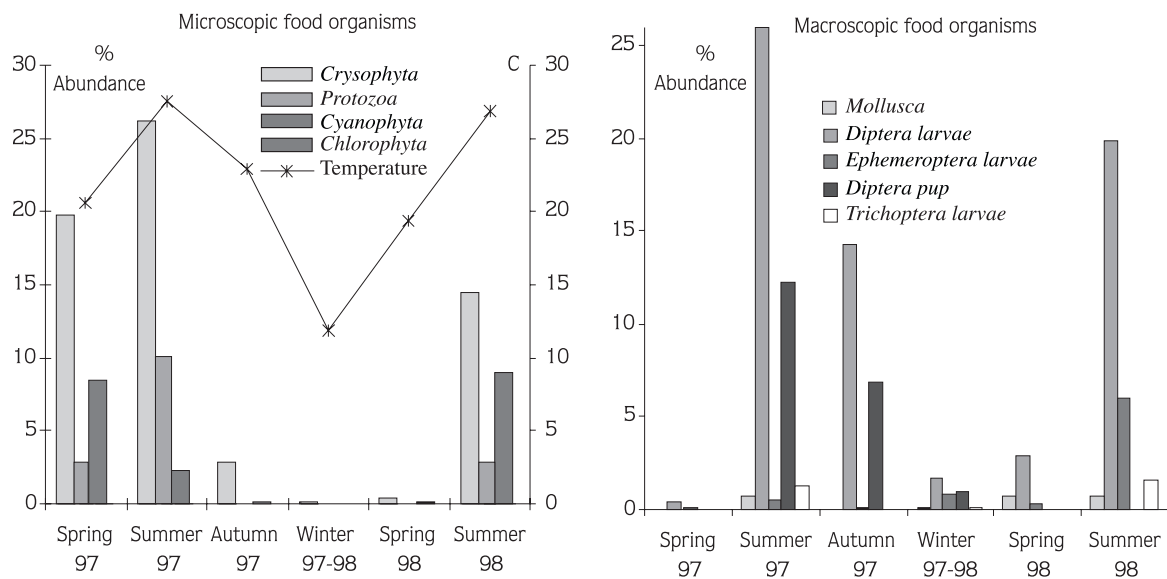 Microscopic food organisms
%
Abundance
C
30
25
20
15
10
5
0
30
25
20
15
10
5
0
Crysophyta
Protozoa
Cyanophyta
Chlorophyta
Temperature
Spring Summer Autumn Winter Spring Summer
97 97 97 97-98 98 98
Macroscopic food organisms
%
Abundance
25
20
15
10
5
0
Mollusca
Diptera larvae
Ephemeroptera larvae
Diptera pup
Trichoptera larvae
Spring Summer Autumn Winter Spring Summer
97 97 97 97-98 98 98